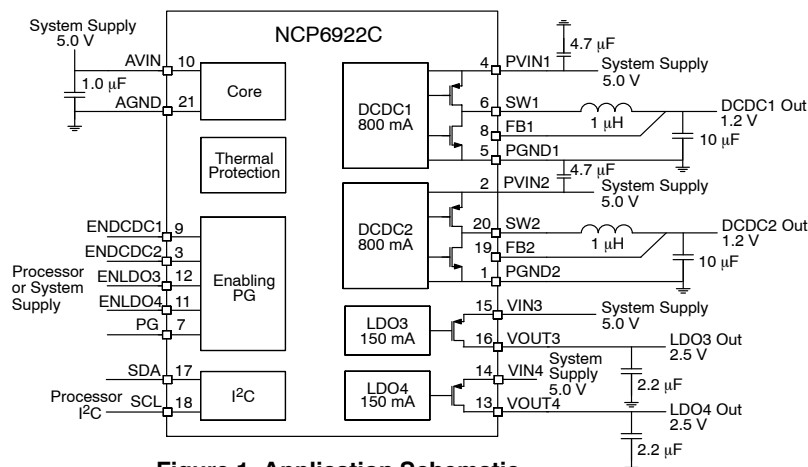 NCP6922C
System Supply
5.0 V
AVIN
10
1.0 µF
AGND
21
Core
Thermal
Protection
ENDCDC1
9
ENDCDC2
3
Processor
or System
Supply
ENLDO3
12
ENLDO4
11
PG
7
Enabling
PG
SDA
17
Processor
I²C
SCL
18
I²C
DCDC1
800 mA
4
PVIN1
4.7 µF
System Supply
5.0 V
6
SW1
1 µH
DCDC1 Out
1.2 V
8
FB1
10 µF
5
PGND1
4.7 µF
DCDC2
800 mA
2
PVIN2
System Supply
5.0 V
20
SW2
1 µH
DCDC2 Out
1.2 V
19
FB2
10 µF
1
PGND2
LDO3
150 mA
15
VIN3
System Supply
5.0 V
16
VOUT3
LDO3 Out
2.5 V
2.2 µF
LDO4
150 mA
14
VIN4
System
Supply
5.0 V
13
VOUT4
LDO4 Out
2.5 V
2.2 µF
Figure 1. Application Schematic